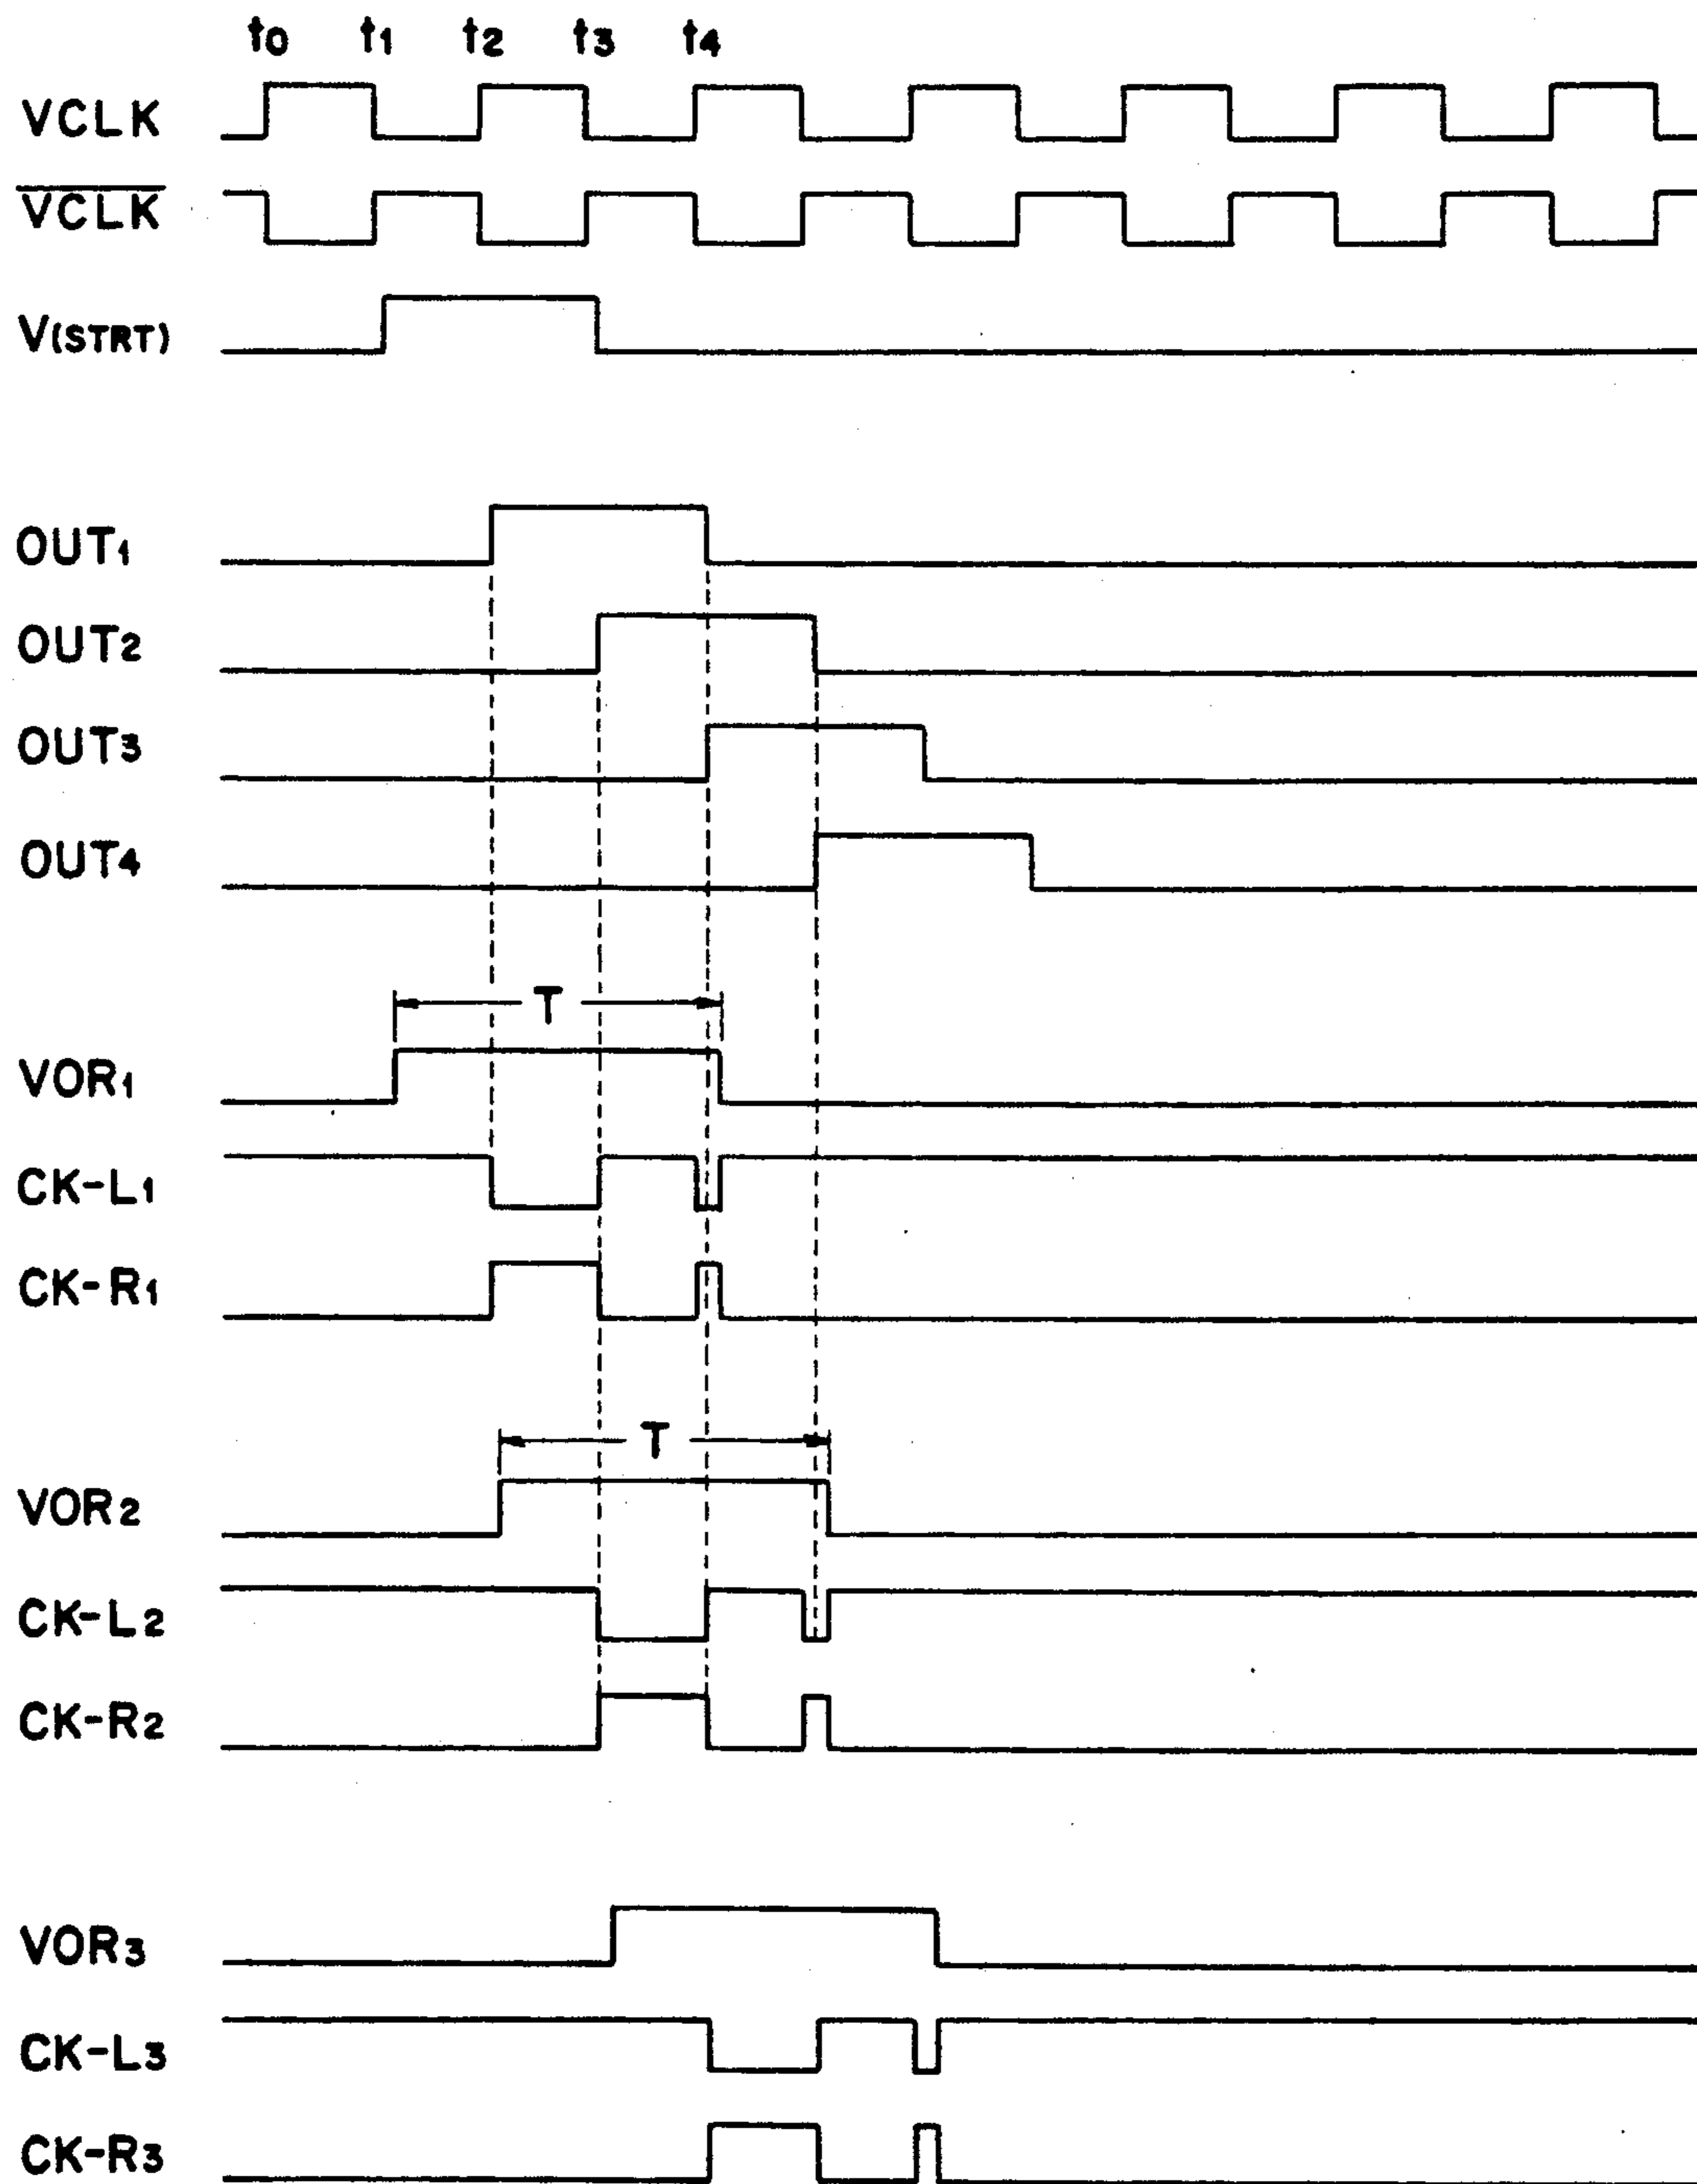 t0 t1 t2 t3 t4
VCLK
V̅C̅L̅K̅
V(STRT)
OUT1
OUT2
OUT3
OUT4
T
VOR1
CK-L1
CK-R1
T
VOR2
CK-L2
CK-R2
VOR3
CK-L3
CK-R3